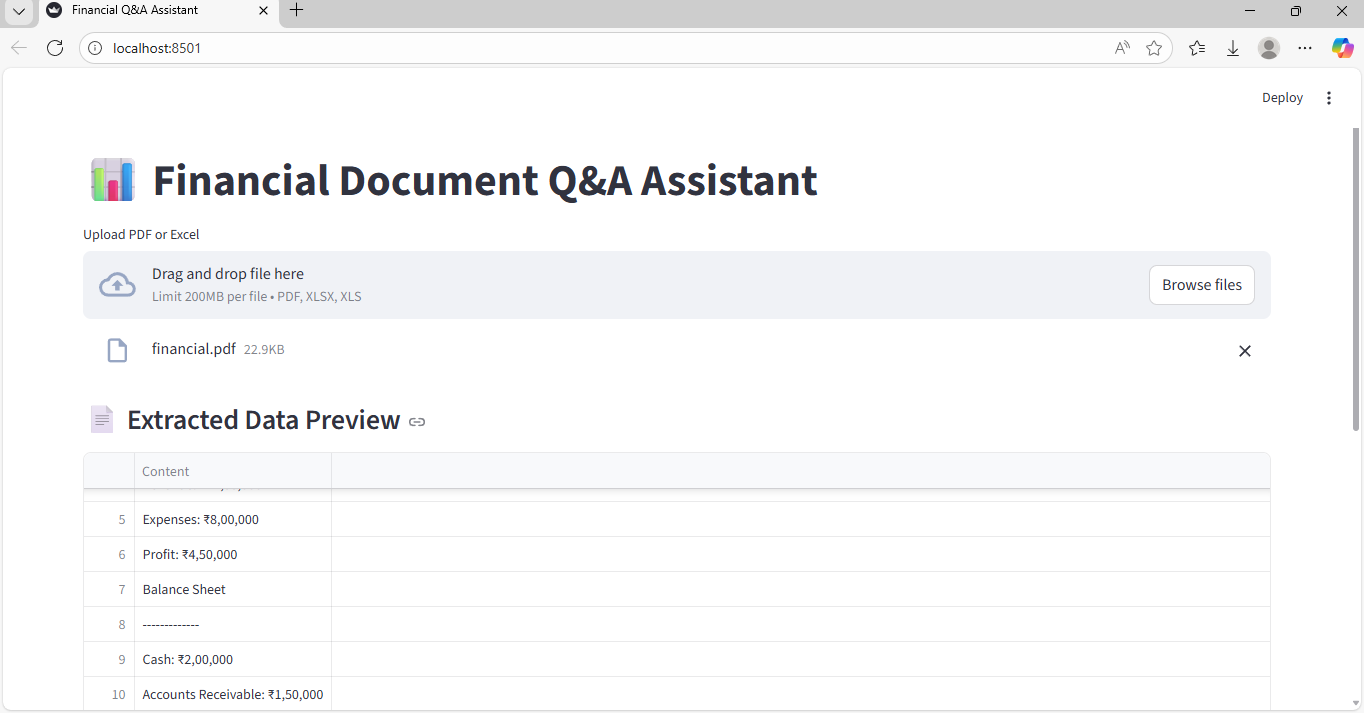 Financial Q&A Assistant
localhost:8501
Deploy
Financial Document Q&A Assistant
Upload PDF or Excel
Drag and drop file here
Limit 200MB per file • PDF, XLSX, XLS
Browse files
financial.pdf 22.9KB
Extracted Data Preview
Content
5 Expenses: ₹8,00,000
6 Profit: ₹4,50,000
7 Balance Sheet
8 -------------
9 Cash: ₹2,00,000
10 Accounts Receivable: ₹1,50,000